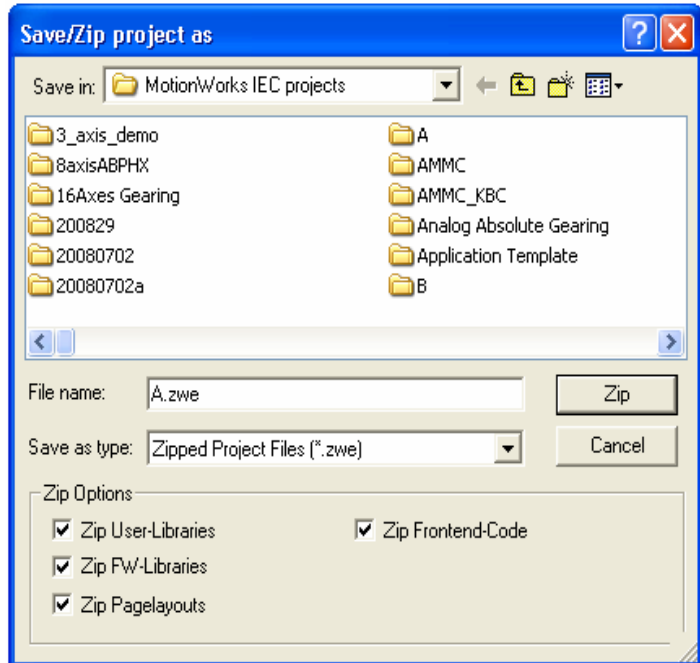 Save/Zip project as
Save in: MotionWorks IEC projects
3_axis_demo
8axisABPHX
16Axes Gearing
200829
20080702
20080702a
A
AMMC
AMMC_KBC
Analog Absolute Gearing
Application Template
B
File name: A.zwe Zip
Save as type: Zipped Project Files (*.zwe) Cancel
Zip Options
Zip User-Libraries Zip Frontend-Code
Zip FW-Libraries
Zip Pagelayouts